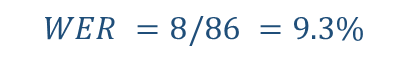 WER = 8/86 = 9.3%